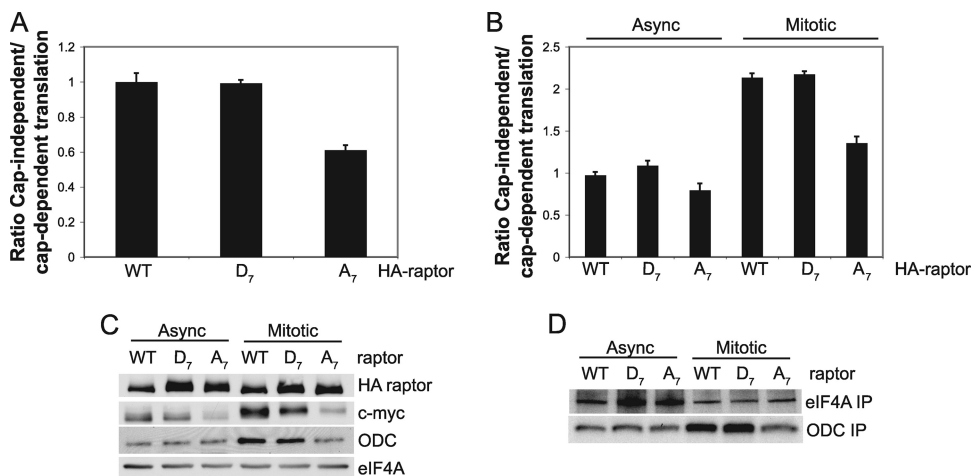 A
Ratio Cap-independent/
cap-dependent translation
1.2
1
0.8
0.6
0.4
0.2
0
WT D7 A7 HA-raptor
B
Async Mitotic
Ratio Cap-independent/
cap-dependent translation
2.5
2
1.5
1
0.5
0
WT D7 A7 WT D7 A7 HA-raptor
C
Async Mitotic
WT D7 A7 WT D7 A7 raptor
HA raptor
c-myc
ODC
eIF4A
D
Async Mitotic
WT D7 A7 WT D7 A7 raptor
eIF4A IP
ODC IP